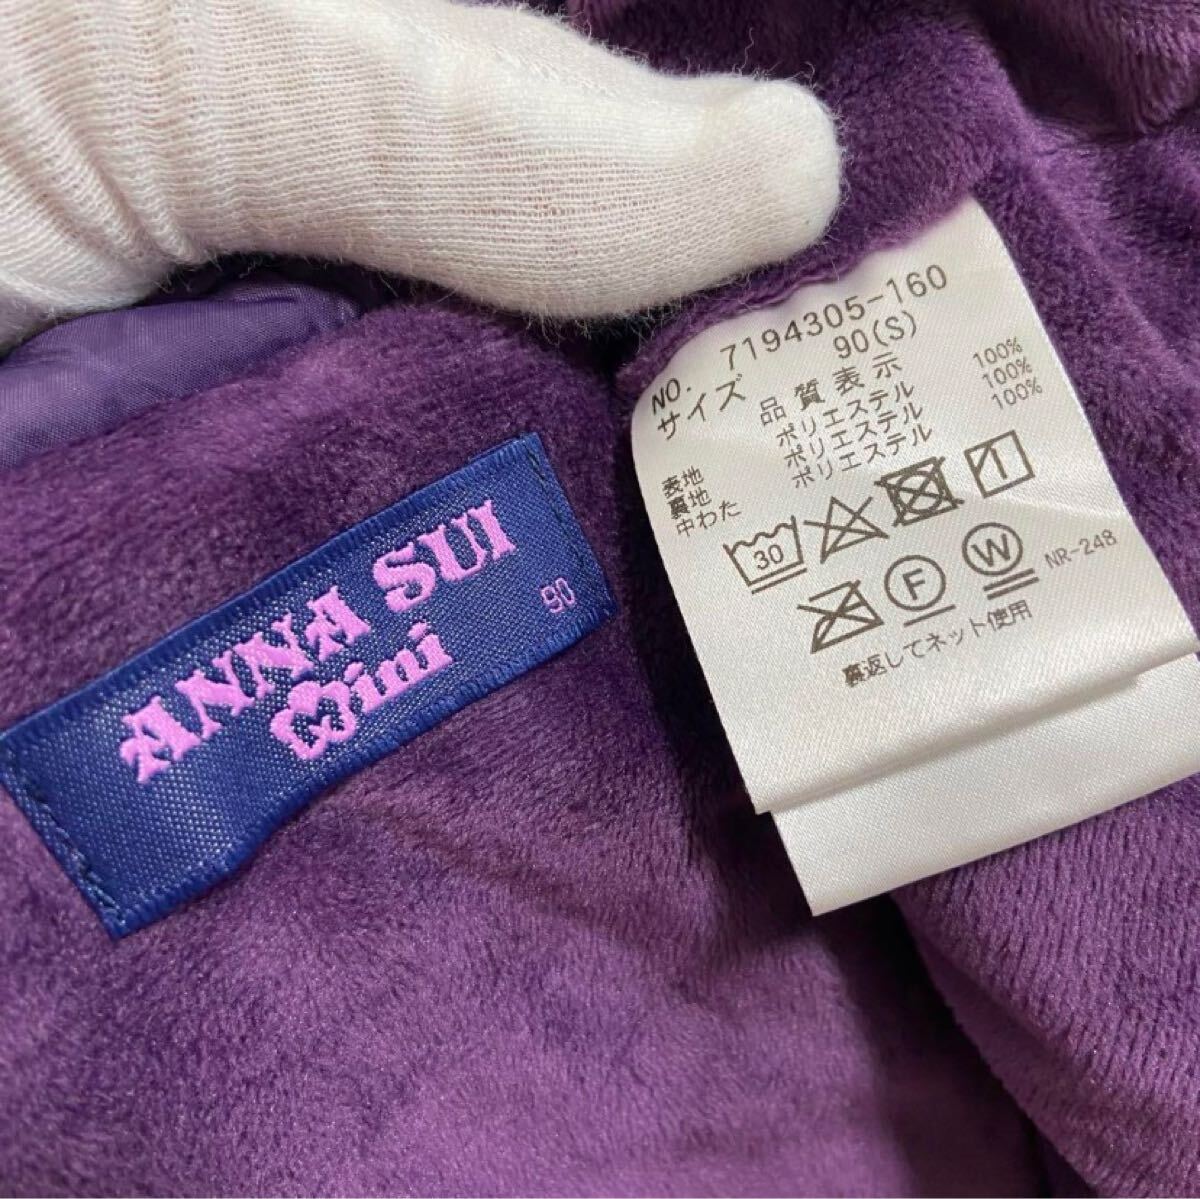 ANNA SUI
mini
90
NO. 7194305-160
サイズ 90(S)
品質表示
表地 ポリエステル 100%
裏地 ポリエステル 100%
中わた ポリエステル 100%
30
1
F
W
NR-248
裏返してネット使用